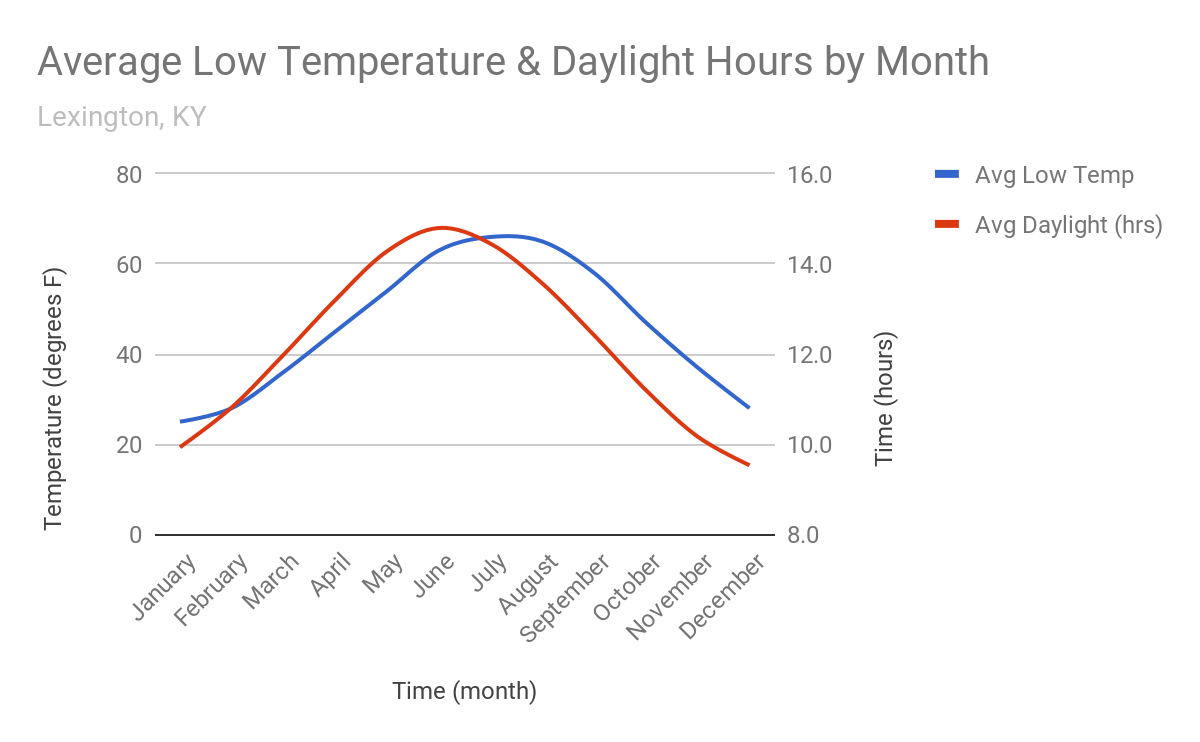 Average Low Temperature & Daylight Hours by Month
Lexington, KY
80
60
40
20
0
Temperature (degrees F)
16.0
14.0
12.0
10.0
8.0
Time (hours)
Avg Low Temp
Avg Daylight (hrs)
January
February
March
April
May
June
July
August
September
October
November
December
Time (month)